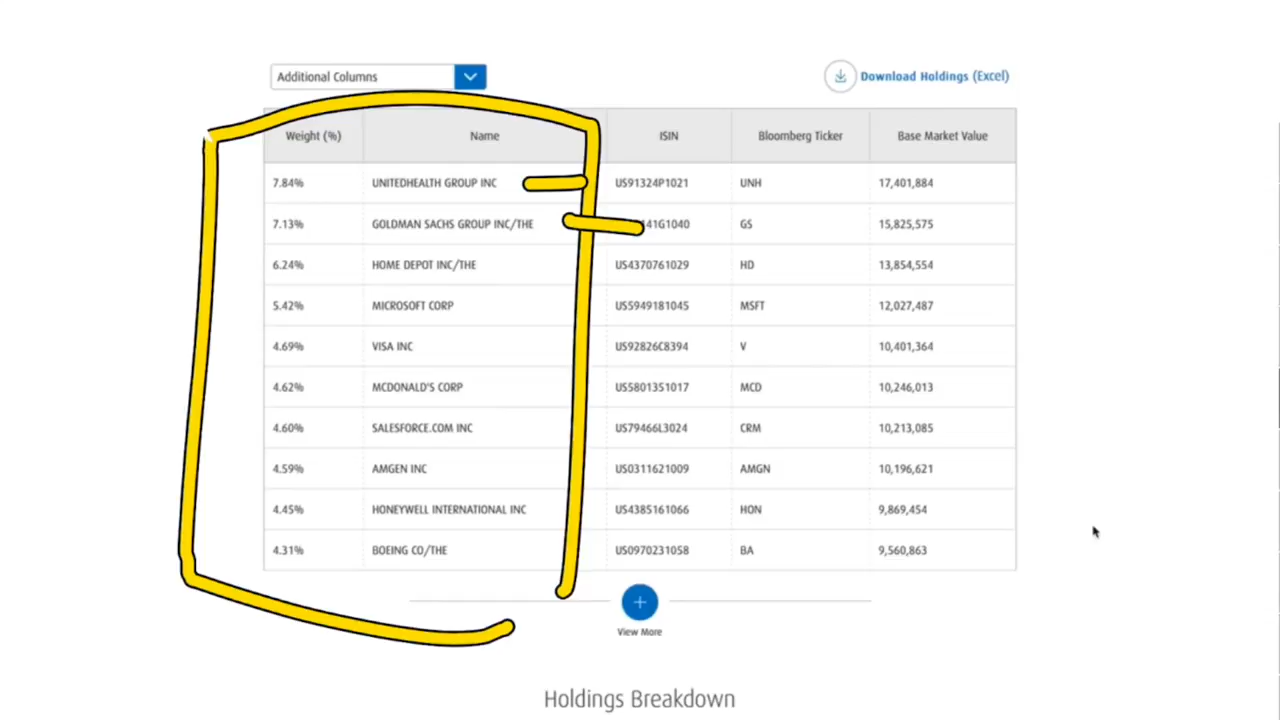 Additional Columns
Download Holdings (Excel)
Weight (%) Name ISIN Bloomberg Ticker Base Market Value
7.84% UNITEDHEALTH GROUP INC US91324P1021 UNH 17,401,884
7.13% GOLDMAN SACHS GROUP INC/THE 141G1040 GS 15,825,575
6.24% HOME DEPOT INC/THE US4370761029 HD 13,854,554
5.42% MICROSOFT CORP US5949181045 MSFT 12,027,487
4.69% VISA INC US92826C8394 V 10,401,364
4.62% MCDONALD'S CORP US5801351017 MCD 10,246,013
4.60% SALESFORCE.COM INC US79466L3024 CRM 10,213,085
4.59% AMGEN INC US0311621009 AMGN 10,196,621
4.45% HONEYWELL INTERNATIONAL INC US4385161066 HON 9,869,454
4.31% BOEING CO/THE US0970231058 BA 9,560,863
View More
Holdings Breakdown